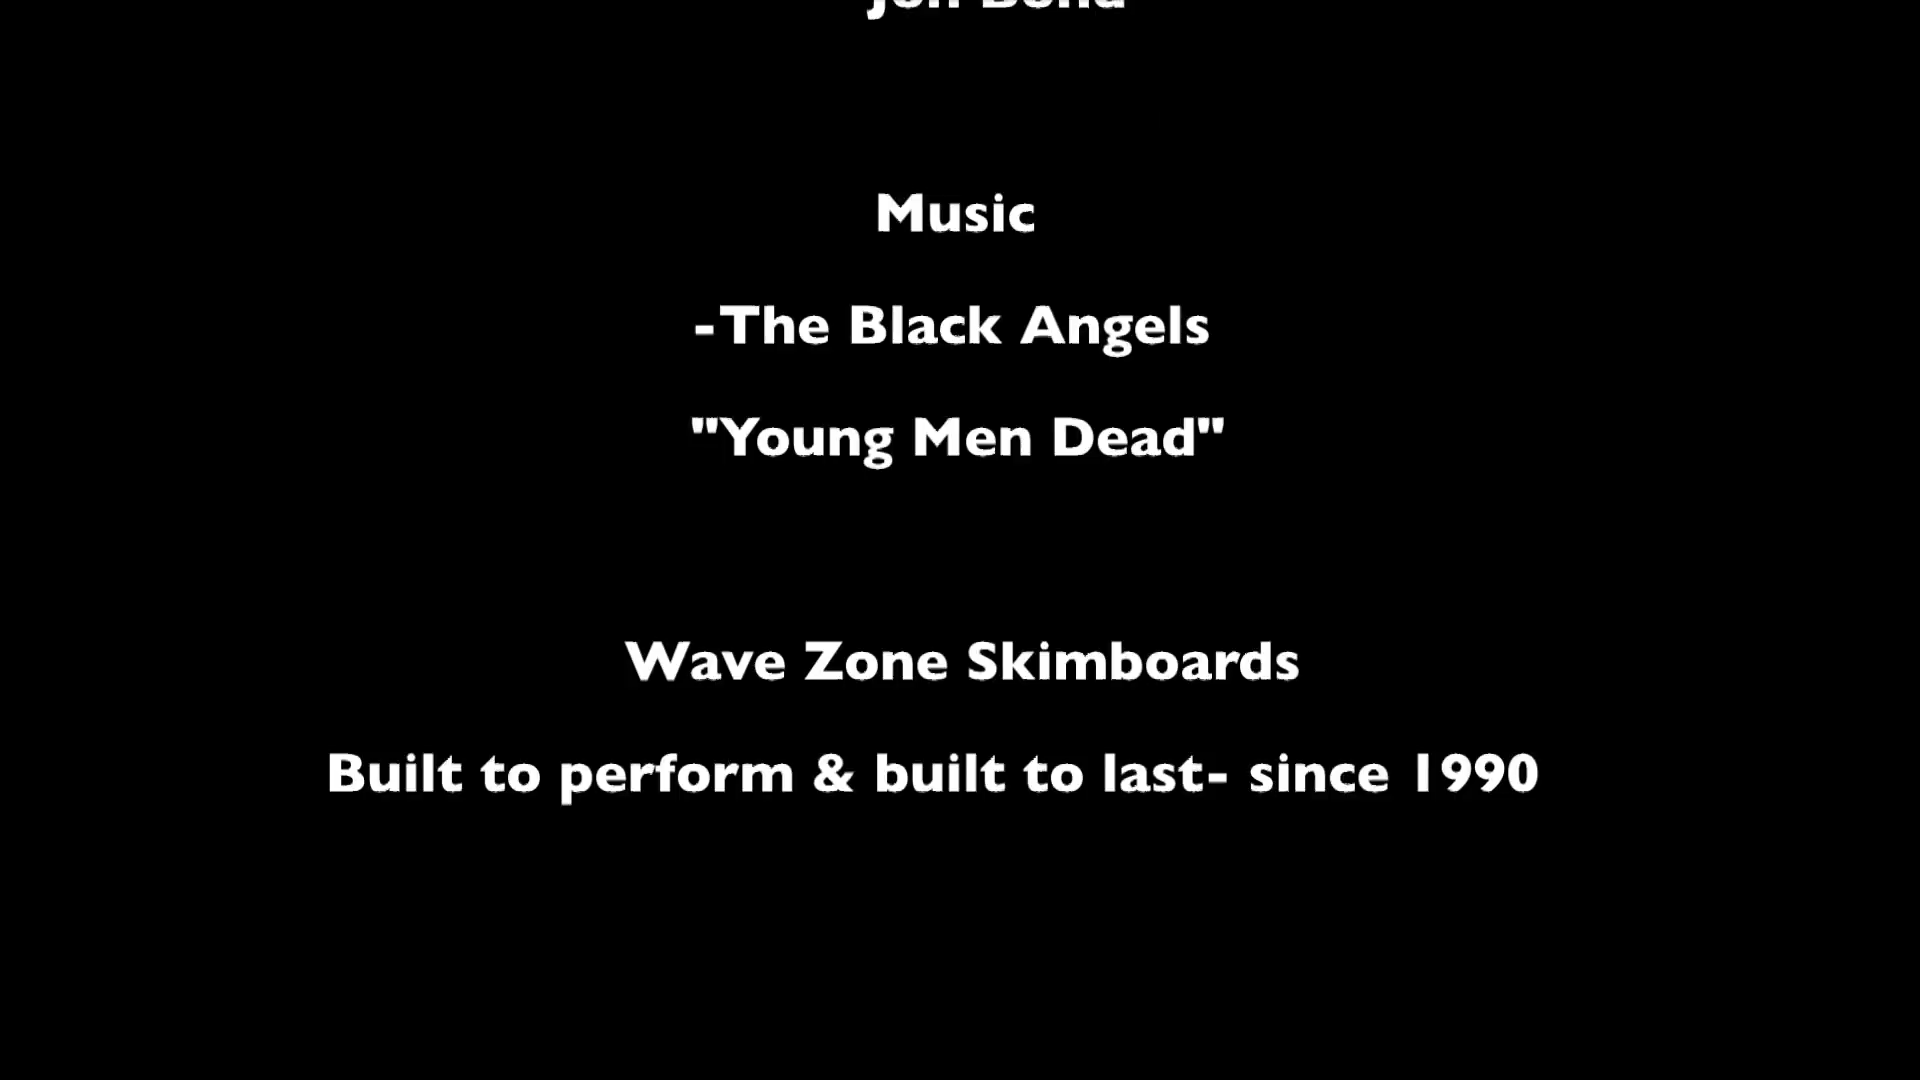 Music
-The Black Angels
"Young Men Dead"
Wave Zone Skimboards
Built to perform & built to last- since 1990